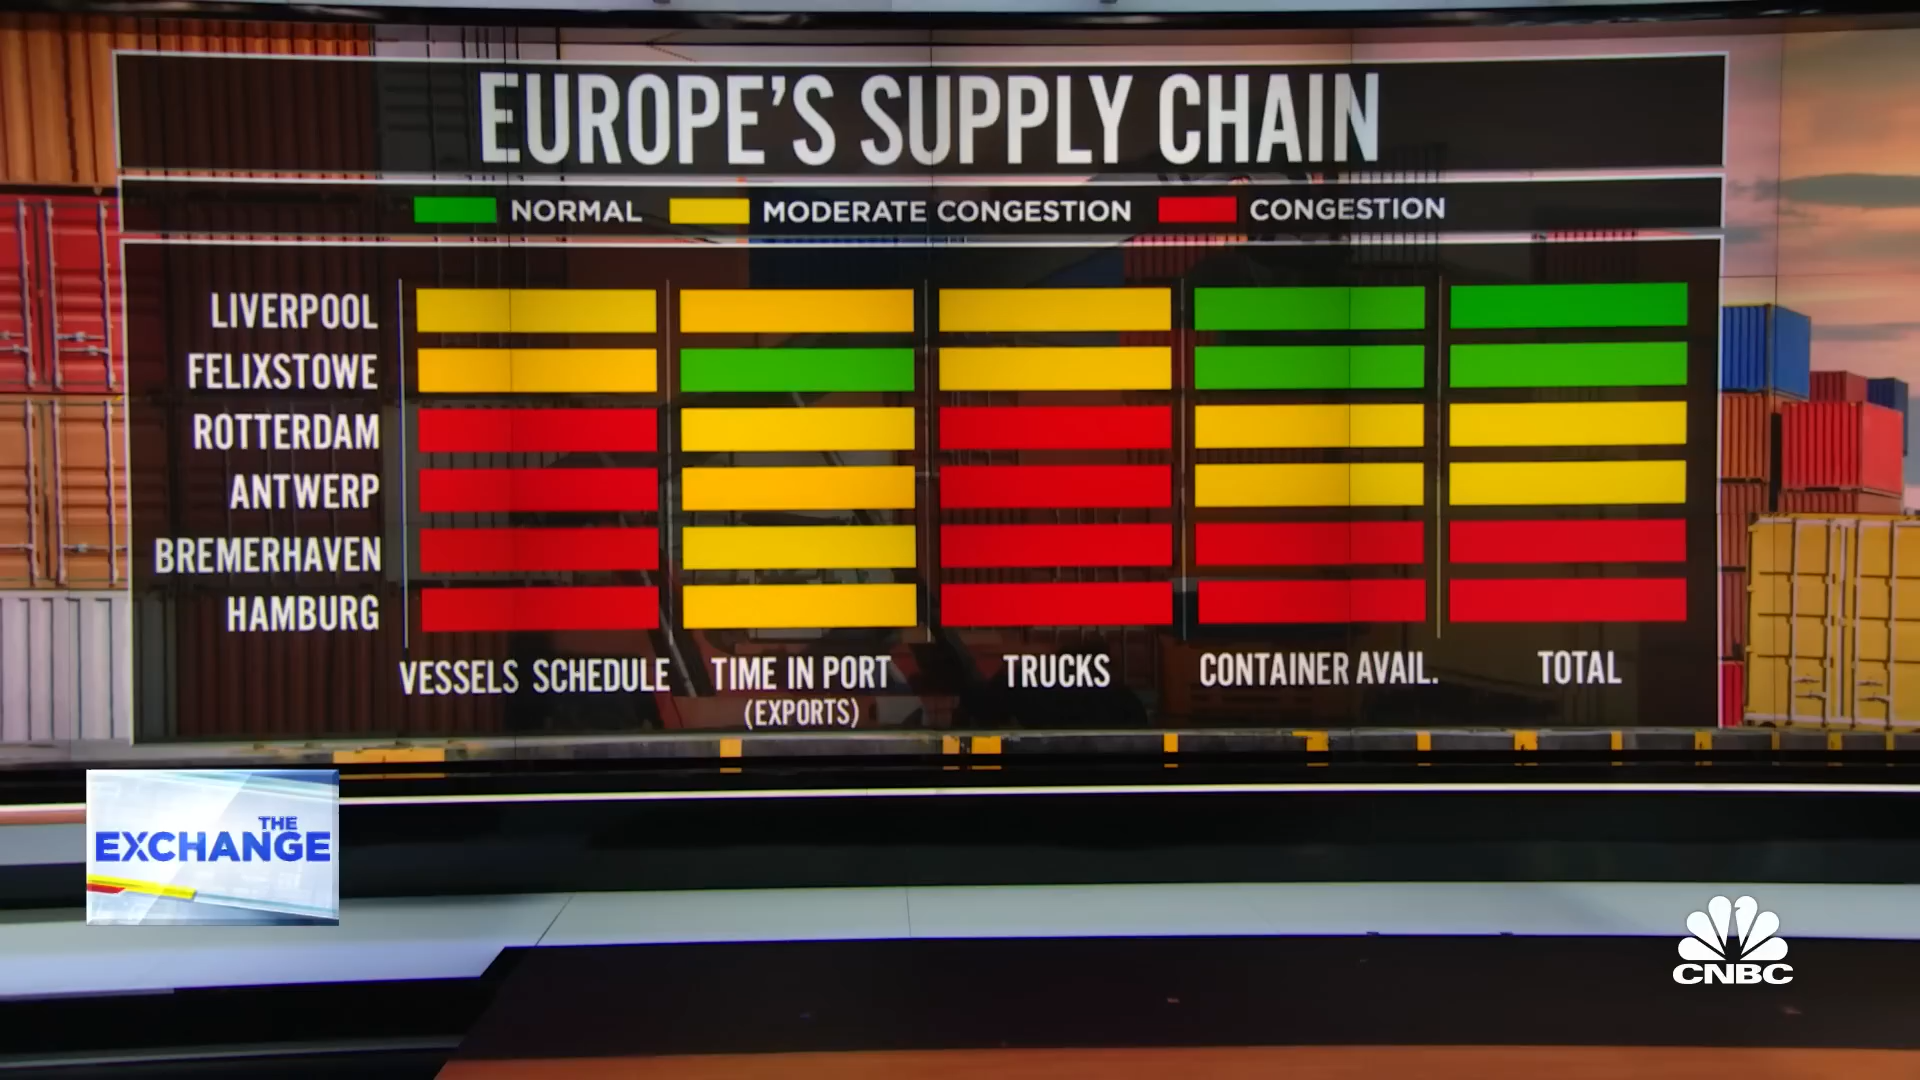 EUROPE'S SUPPLY CHAIN
NORMAL MODERATE CONGESTION CONGESTION
LIVERPOOL
FELIXSTOWE
ROTTERDAM
ANTWERP
BREMERHAVEN
HAMBURG
VESSELS SCHEDULE TIME IN PORT TRUCKS CONTAINER AVAIL. TOTAL
(EXPORTS)
THE
EXCHANGE
CNBC